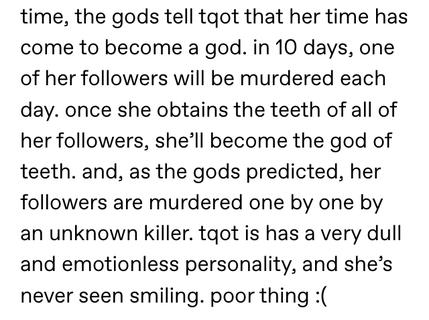 time, the gods tell tqot that her time has
come to become a god. in 10 days, one
of her followers will be murdered each
day. once she obtains the teeth of all of
her followers, she'll become the god of
teeth. and, as the gods predicted, her
followers are murdered one by one by
an unknown killer. tqot is has a very dull
and emotionless personality, and she's
never seen smiling. poor thing :(